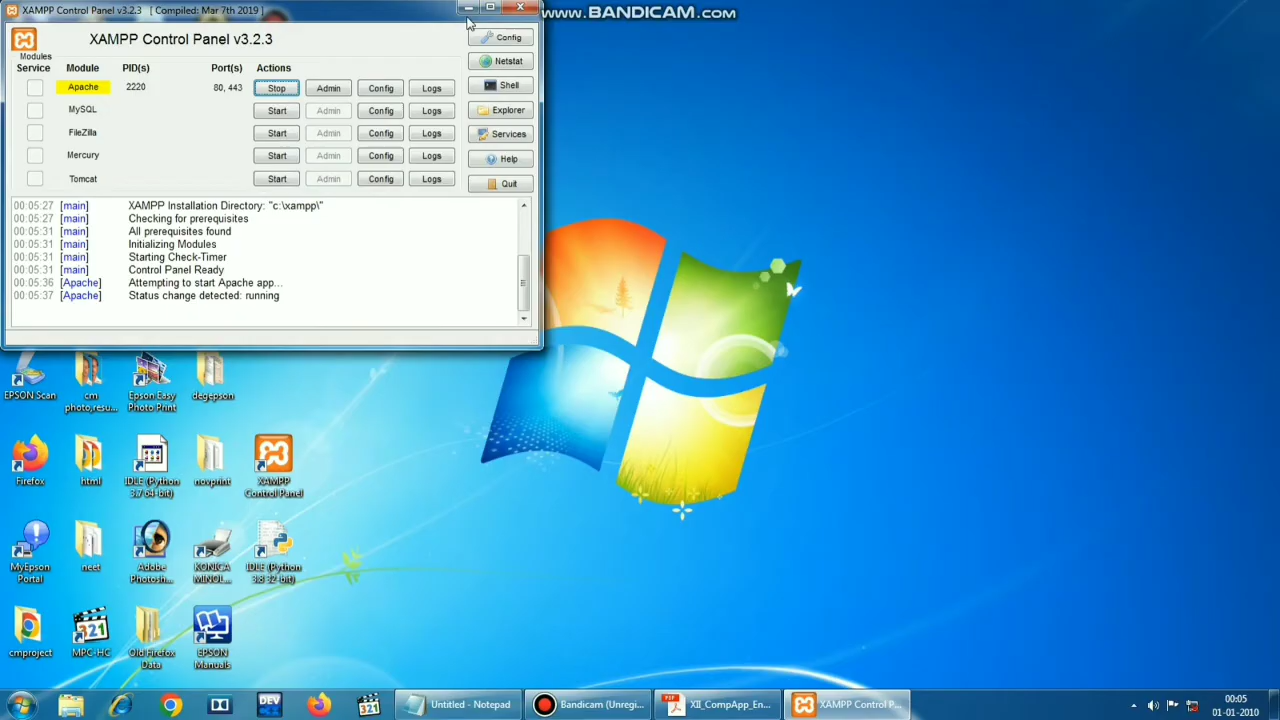 XAMPP Control Panel v3.2.3 [ Compiled: Mar 7th 2019 ]
www.BANDICAM.com
XAMPP Control Panel v3.2.3
Config
Modules
Service Module PID(s) Port(s) Actions
Netstat
Apache 2220 80, 443 Stop Admin Config Logs
Shell
MySQL Start Admin Config Logs
Explorer
FileZilla Start Admin Config Logs
Services
Mercury Start Admin Config Logs
Help
Tomcat Start Admin Config Logs
Quit
00:05:27 [main] XAMPP Installation Directory: "c:\xampp\"
00:05:27 [main] Checking for prerequisites
00:05:31 [main] All prerequisites found
00:05:31 [main] Initializing Modules
00:05:31 [main] Starting Check-Timer
00:05:31 [main] Control Panel Ready
00:05:36 [Apache] Attempting to start Apache app...
00:05:37 [Apache] Status change detected: running
EPSON Scan
cm
photo,resu...
Epson Easy
Photo Print
degepson
Firefox
html
IDLE (Python
3.7 64-bit)
novprint
XAMPP
Control Panel
MyEpson
Portal
neet
Adobe
Photosh...
KONICA
MINOL...
IDLE (Python
3.8 32-bit)
cmproject
321
MPC-HC
Old Firefox
Data
EPSON
Manuals
DEV
321
Untitled - Notepad
Bandicam (Unregi...
XII_CompApp_En...
XAMPP Control P...
00:05
01-01-2010